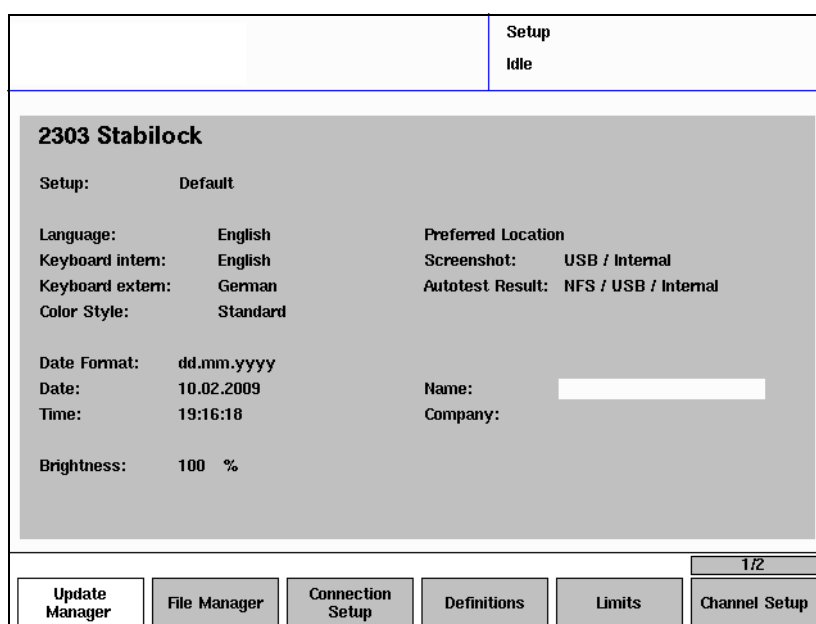 Setup
Idle
2303 Stabilock
Setup: Default
Language: English Preferred Location
Keyboard intern: English Screenshot: USB / Internal
Keyboard extern: German Autotest Result: NFS / USB / Internal
Color Style: Standard
Date Format: dd.mm.yyyy
Date: 10.02.2009 Name:
Time: 19:16:18 Company:
Brightness: 100 %
1/2
Update Manager File Manager Connection Setup Definitions Limits Channel Setup